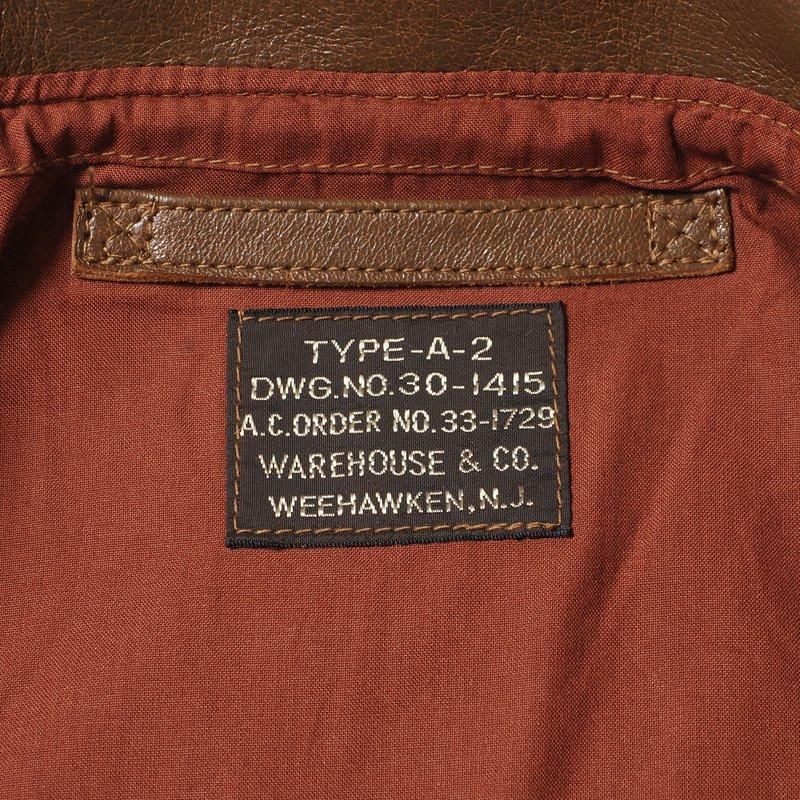 TYPE-A-2
DWG.NO.30-1415
A.C.ORDER NO.33-1729
WAREHOUSE & CO.
WEEHAWKEN,N.J.